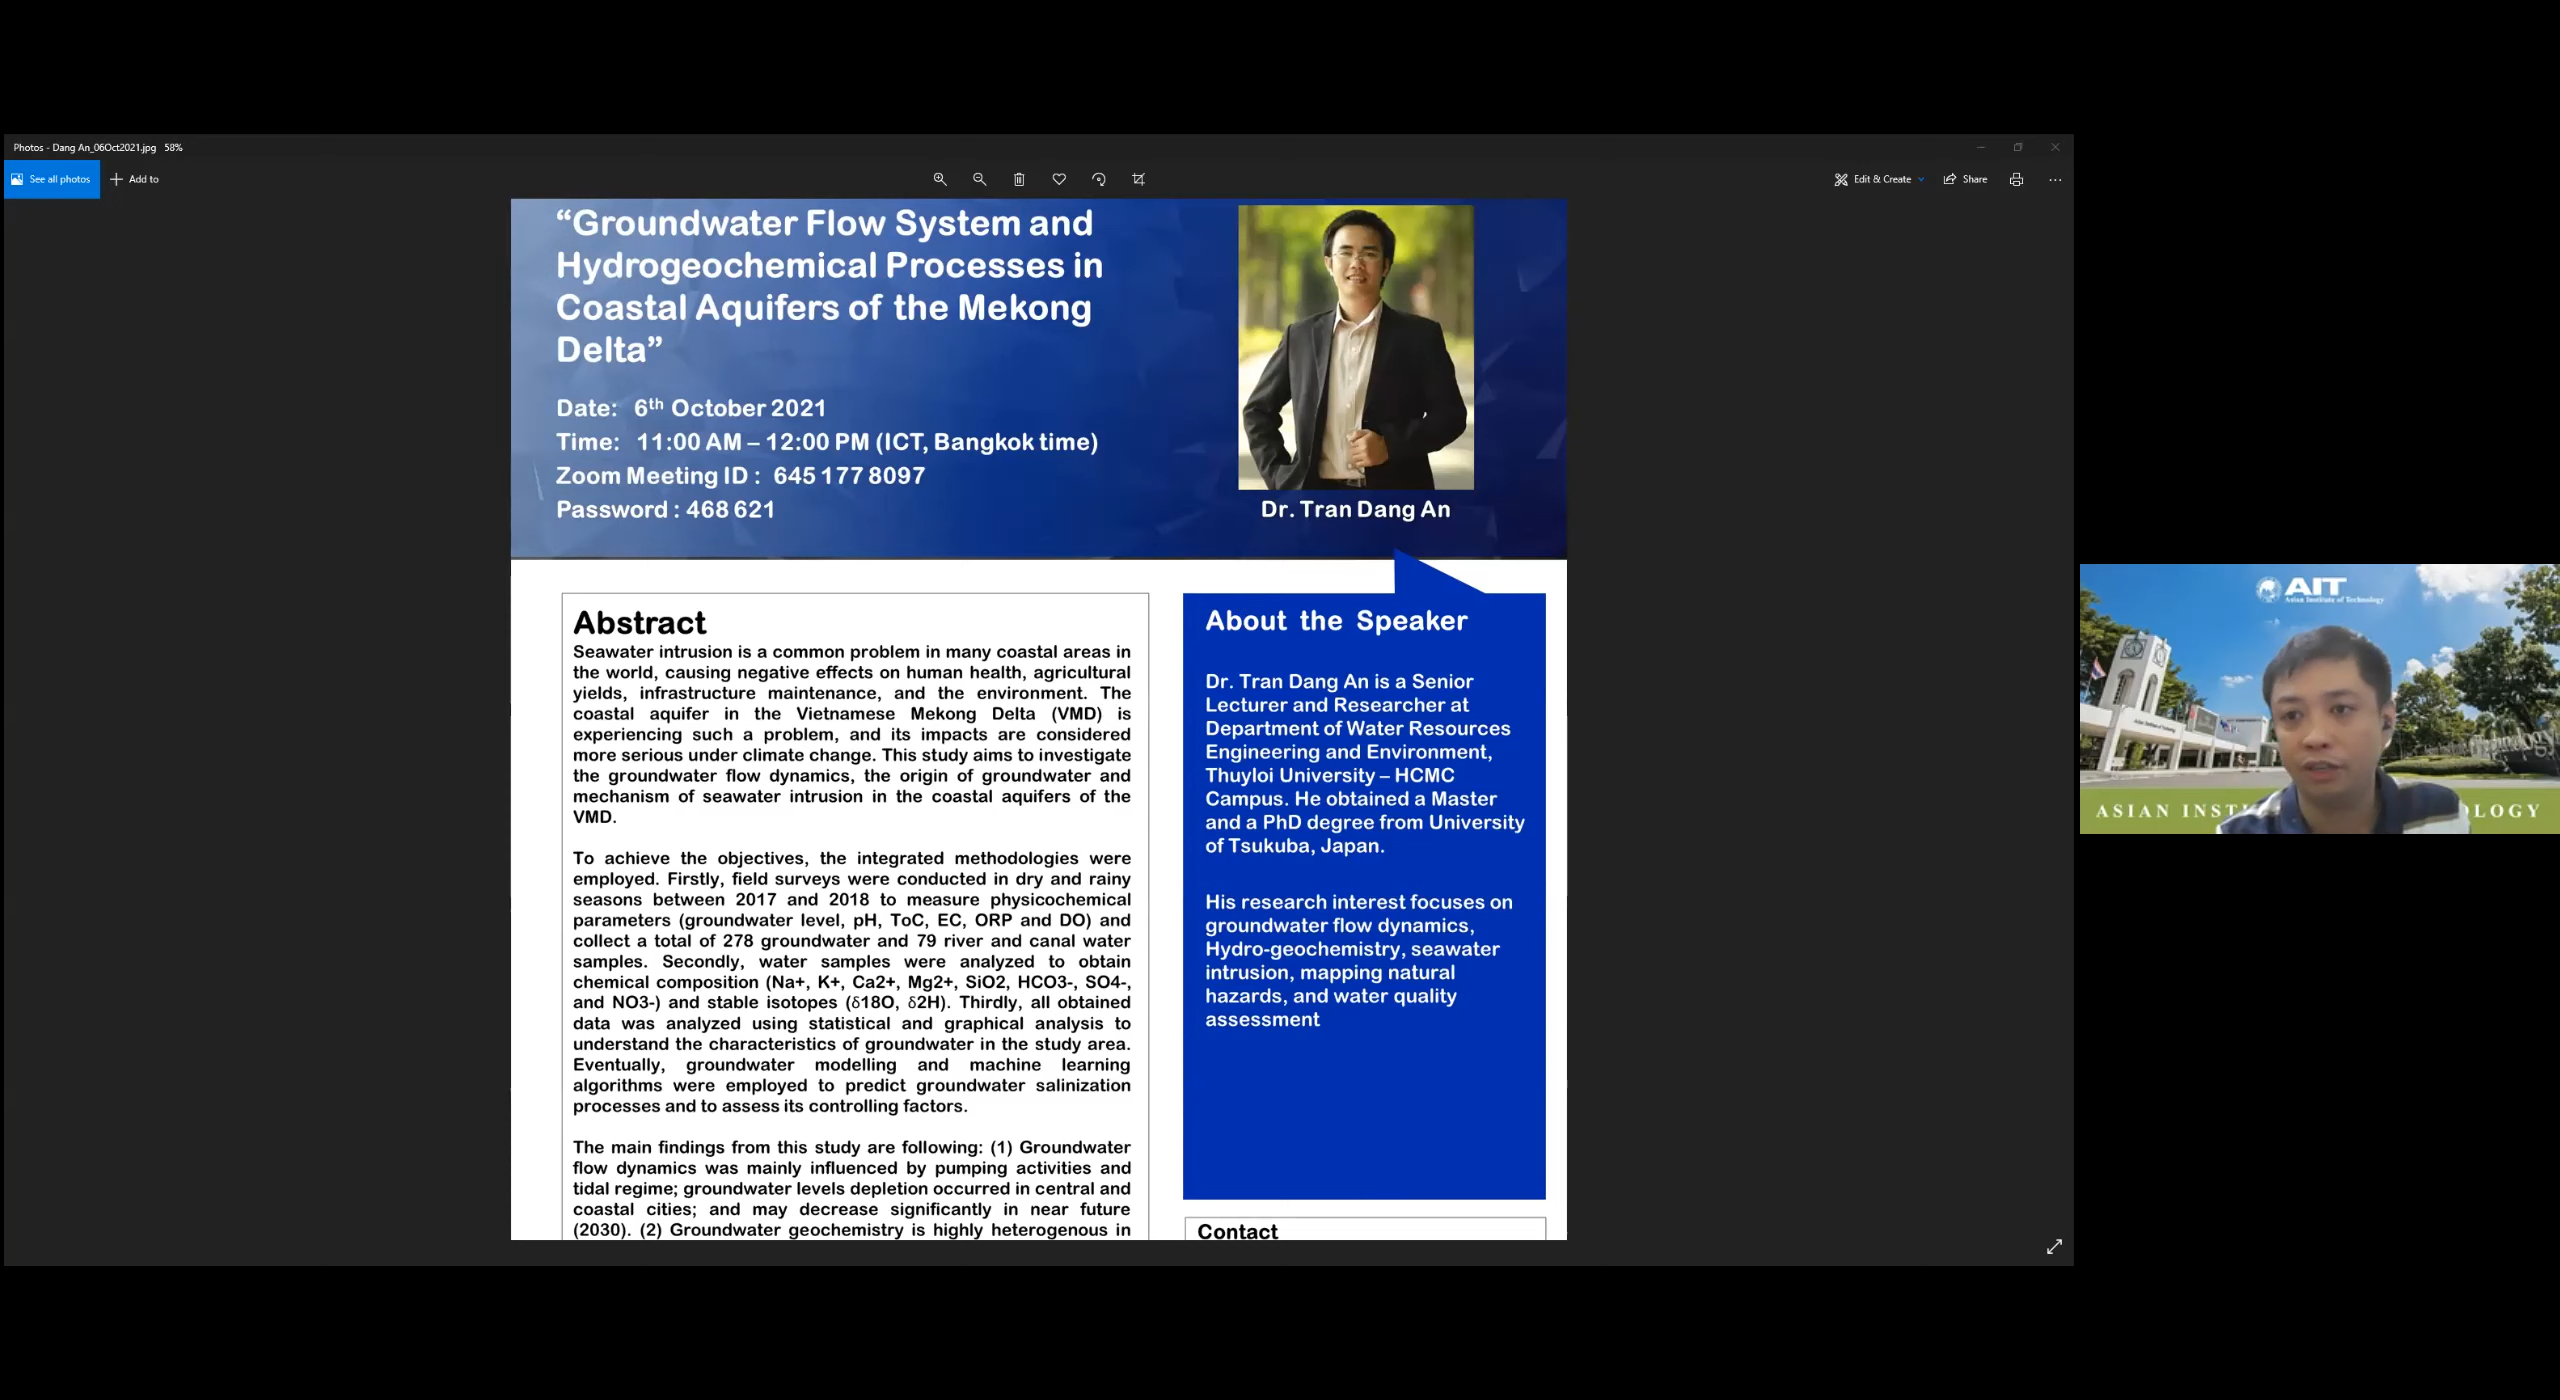 Photos - Dang An_06Oct2021.jpg 58%
See all photos
Add to
Edit & Create
Share
“Groundwater Flow System and
Hydrogeochemical Processes in
Coastal Aquifers of the Mekong
Delta”
Date: 6th October 2021
Time: 11:00 AM – 12:00 PM (ICT, Bangkok time)
Zoom Meeting ID : 645 177 8097
Password : 468 621
Dr. Tran Dang An
Abstract
Seawater intrusion is a common problem in many coastal areas in
the world, causing negative effects on human health, agricultural
yields, infrastructure maintenance, and the environment. The
coastal aquifer in the Vietnamese Mekong Delta (VMD) is
experiencing such a problem, and its impacts are considered
more serious under climate change. This study aims to investigate
the groundwater flow dynamics, the origin of groundwater and
mechanism of seawater intrusion in the coastal aquifers of the
VMD.
To achieve the objectives, the integrated methodologies were
employed. Firstly, field surveys were conducted in dry and rainy
seasons between 2017 and 2018 to measure physicochemical
parameters (groundwater level, pH, ToC, EC, ORP and DO) and
collect a total of 278 groundwater and 79 river and canal water
samples. Secondly, water samples were analyzed to obtain
chemical composition (Na+, K+, Ca2+, Mg2+, SiO2, HCO3-, SO4-,
and NO3-) and stable isotopes (δ18O, δ2H). Thirdly, all obtained
data was analyzed using statistical and graphical analysis to
understand the characteristics of groundwater in the study area.
Eventually, groundwater modelling and machine learning
algorithms were employed to predict groundwater salinization
processes and to assess its controlling factors.
The main findings from this study are following: (1) Groundwater
flow dynamics was mainly influenced by pumping activities and
tidal regime; groundwater levels depletion occurred in central and
coastal cities; and may decrease significantly in near future
(2030). (2) Groundwater geochemistry is highly heterogenous in
About the Speaker
Dr. Tran Dang An is a Senior
Lecturer and Researcher at
Department of Water Resources
Engineering and Environment,
Thuyloi University – HCMC
Campus. He obtained a Master
and a PhD degree from University
of Tsukuba, Japan.
His research interest focuses on
groundwater flow dynamics,
Hydro-geochemistry, seawater
intrusion, mapping natural
hazards, and water quality
assessment
Contact
AIT
Asian Institute of Technology
ASIAN INST OLOGY